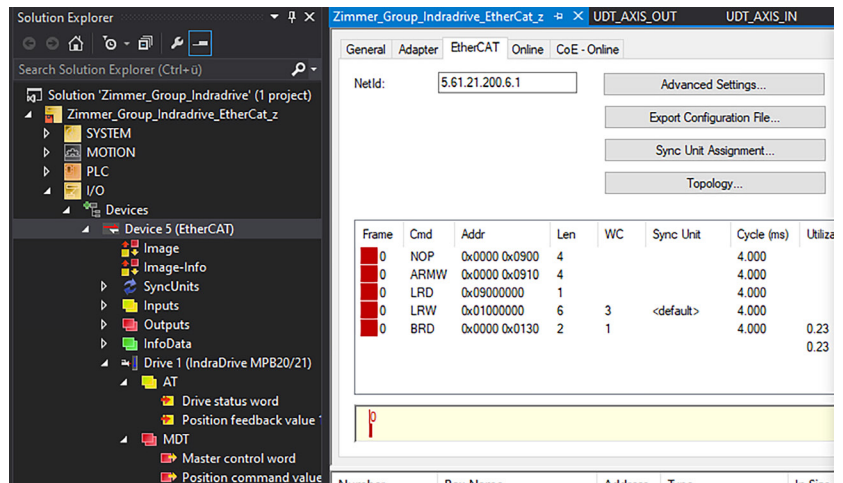 Solution Explorer
Search Solution Explorer (Ctrl+ü)
Solution 'Zimmer_Group_Indradrive' (1 project)
Zimmer_Group_Indradrive_EtherCat_z
SYSTEM
MOTION
PLC
I/O
Devices
Device 5 (EtherCAT)
Image
Image-Info
SyncUnits
Inputs
Outputs
InfoData
Drive 1 (IndraDrive MPB20/21)
AT
Drive status word
Position feedback value 1
MDT
Master control word
Position command value
Zimmer_Group_Indradrive_EtherCat_z UDT_AXIS_OUT UDT_AXIS_IN
General Adapter EtherCAT Online CoE - Online
NetId: 5.61.21.200.6.1 Advanced Settings...
Export Configuration File...
Sync Unit Assignment...
Topology...
Frame Cmd Addr Len WC Sync Unit Cycle (ms) Utiliza
0 NOP 0x0000 0x0900 4 4.000
0 ARMW 0x0000 0x0910 4 4.000
0 LRD 0x09000000 1 4.000
0 LRW 0x01000000 6 3 <default> 4.000
0 BRD 0x0000 0x0130 2 1 4.000 0.23
0.23
0